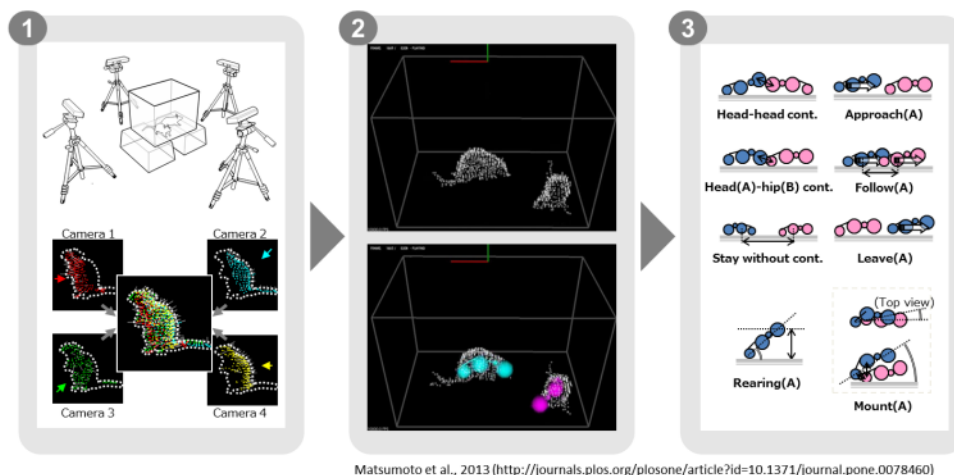 1
2
3
Camera 1
Camera 2
Camera 3
Camera 4
Head-head cont.
Approach(A)
Head(A)-hip(B) cont.
Follow(A)
Stay without cont.
Leave(A)
(Top view)
Rearing(A)
Mount(A)
Matsumoto et al., 2013 (http://journals.plos.org/plosone/article?id=10.1371/journal.pone.0078460)